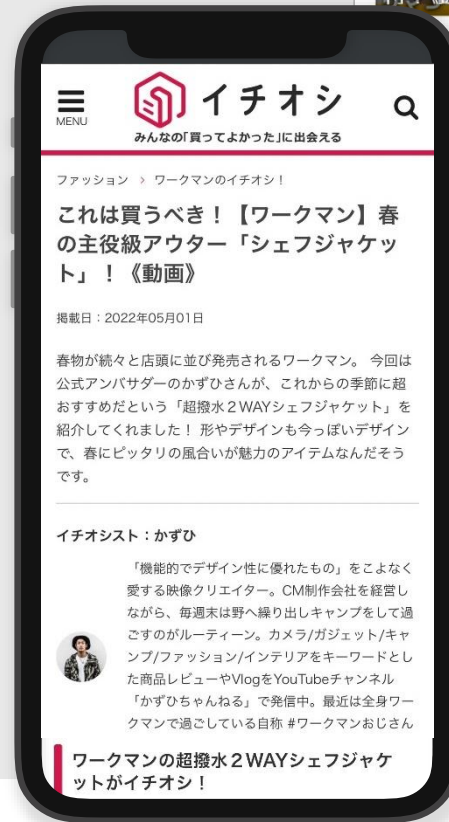 MENU
イチオシ
みんなの「買ってよかった」に出会える
ファッション > ワークマンのイチオシ！
これは買うべき！【ワークマン】春
の主役級アウター「シェフジャケッ
ト」！《動画》
掲載日：2022年05月01日
春物が続々と店頭に並び発売されるワークマン。 今回は
公式アンバサダーのかずひさんが、これからの季節に超
おすすめだという「超撥水２WAYシェフジャケット」を
紹介してくれました！ 形やデザインも今っぽいデザイン
で、春にピッタリの風合いが魅力のアイテムなんだそう
です。
イチオシスト：かずひ
「機能的でデザイン性に優れたもの」をこよなく
愛する映像クリエイター。CM制作会社を経営し
ながら、毎週末は野へ繰り出しキャンプをして過
ごすのがルーティーン。カメラ/ガジェット/キャ
ンプ/ファッション/インテリアをキーワードとし
た商品レビューやVlogをYouTubeチャンネル
「かずひちゃんねる」で発信中。最近は全身ワー
クマンで過ごしている自称 #ワークマンおじさん
ワークマンの超撥水２WAYシェフジャケ
ットがイチオシ！